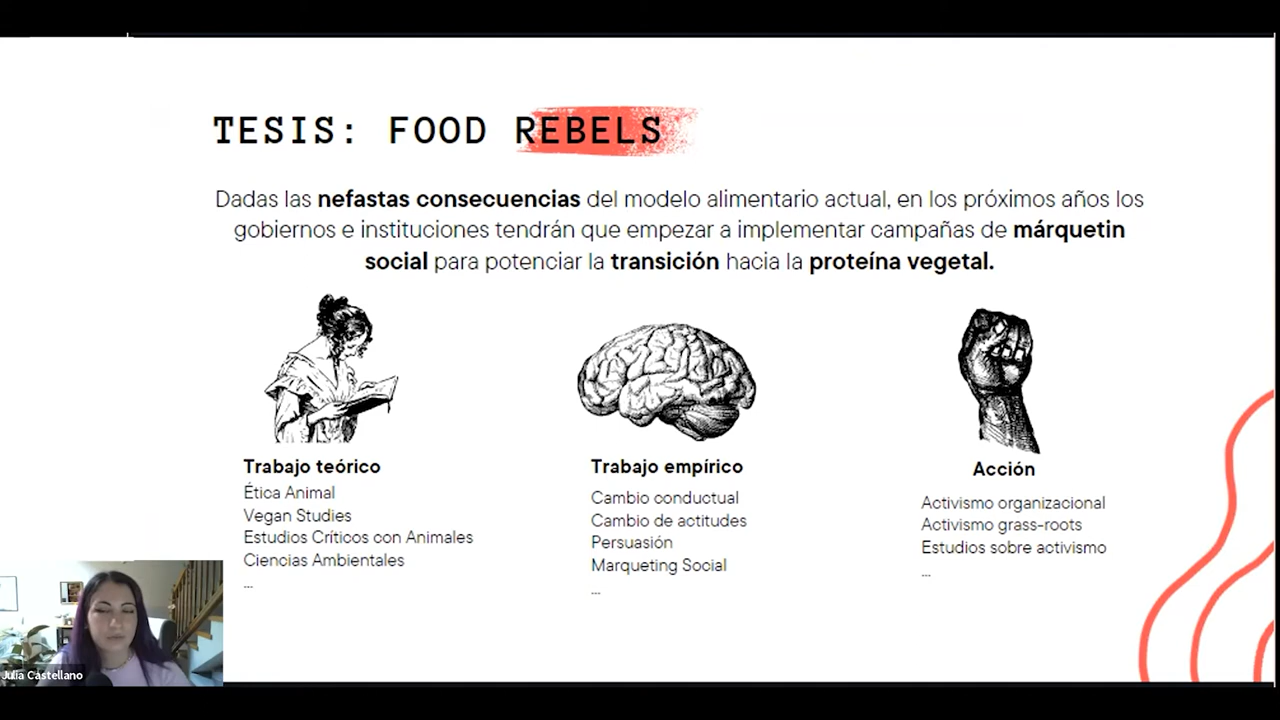 TESIS: FOOD REBELS
Dadas las nefastas consecuencias del modelo alimentario actual, en los próximos años los
gobiernos e instituciones tendrán que empezar a implementar campañas de márquetin
social para potenciar la transición hacia la proteína vegetal.
Trabajo teórico
Ética Animal
Vegan Studies
Estudios Críticos con Animales
Ciencias Ambientales
...
Trabajo empírico
Cambio conductual
Cambio de actitudes
Persuasión
Marqueting Social
...
Acción
Activismo organizacional
Activismo grass-roots
Estudios sobre activismo
...
Julia Castellano